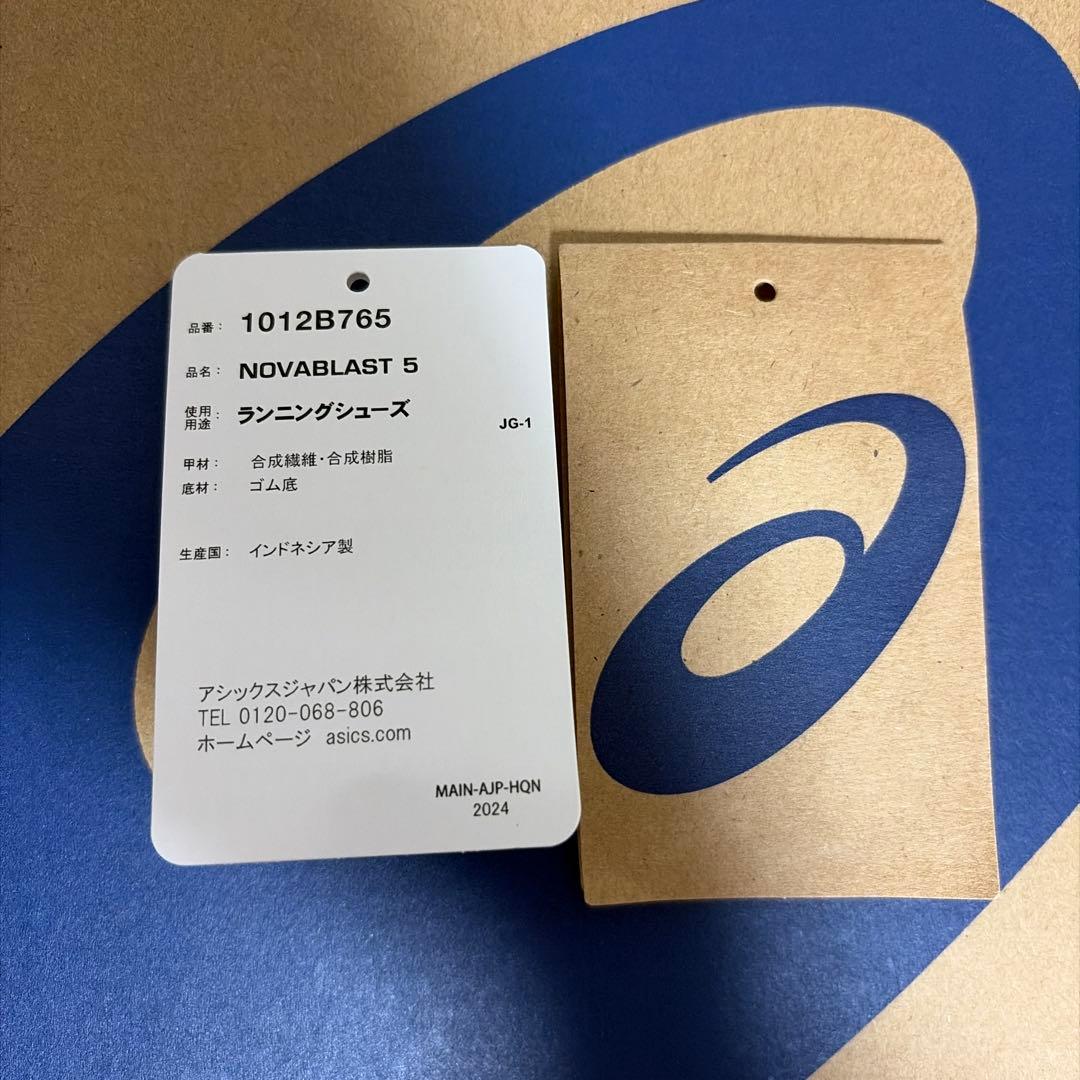 品番： 1012B765
品名： NOVABLAST 5
使用用途： ランニングシューズ
JG-1
甲材： 合成繊維・合成樹脂
底材： ゴム底
生産国： インドネシア製
アシックスジャパン株式会社
TEL 0120-068-806
ホームページ asics.com
MAIN-AJP-HQN
2024